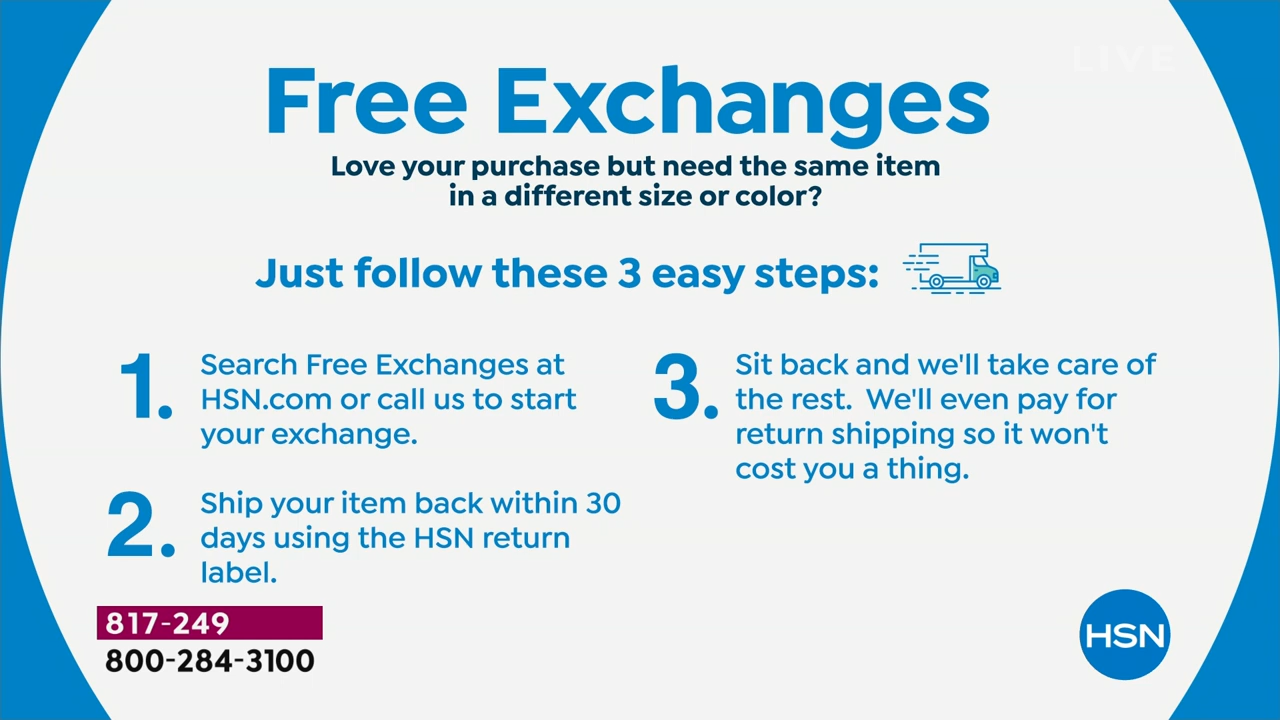 LIVE
Free Exchanges
Love your purchase but need the same item
in a different size or color?
Just follow these 3 easy steps:
1. Search Free Exchanges at
HSN.com or call us to start
your exchange.
2. Ship your item back within 30
days using the HSN return
label.
3. Sit back and we'll take care of
the rest.  We'll even pay for
return shipping so it won't
cost you a thing.
817-249
800-284-3100
HSN